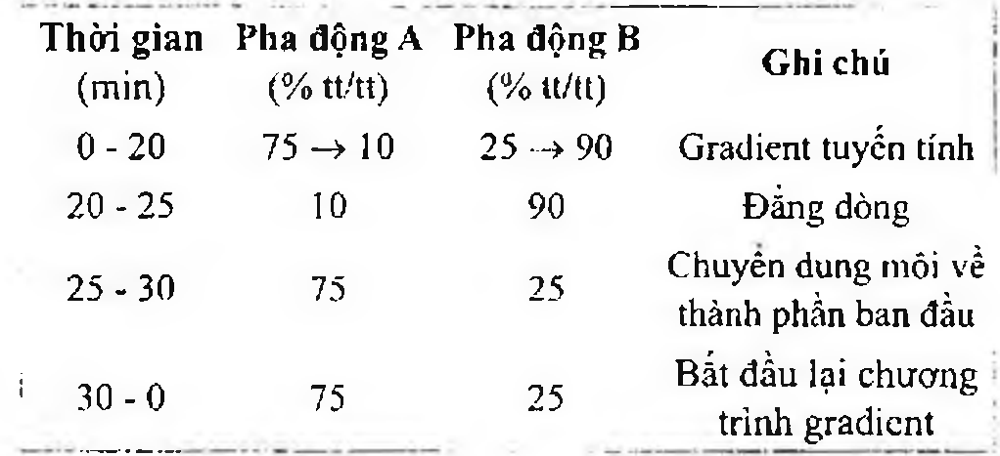 Thời gian Pha động A Pha động B Ghi chú
(min) (% tt/tt) (% tt/tt)
0 - 20 75 → 10 25 → 90 Gradient tuyến tính
20 - 25 10 90 Đẳng dòng
25 - 30 75 25 Chuyển dung môi về
thành phần ban đầu
30 - 0 75 25 Bắt đầu lại chương
trình gradient